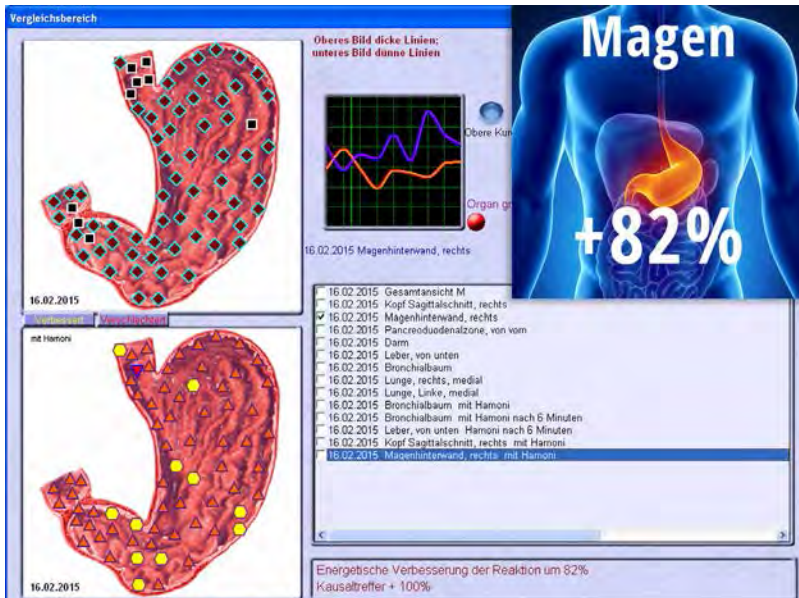 Vergleichsbereich
Oberes Bild dicke Linien;
unteres Bild dünne Linien
Magen
+82%
Obere Kur
Organ gr
16.02.2015 Magenhinterwand, rechts
16.02.2015
Verbessert Verschlechtert
mit Hamoni
16.02.2015
16.02.2015 Gesamtansicht M
16.02.2015 Kopf Sagittalschnitt, rechts
16.02.2015 Magenhinterwand, rechts
16.02.2015 Pancreoduodenalzone, von vorn
16.02.2015 Darm
16.02.2015 Leber, von unten
16.02.2015 Bronchialbaum
16.02.2015 Lunge, rechts, medial
16.02.2015 Lunge, Linke, medial
16.02.2015 Bronchialbaum mit Hamoni
16.02.2015 Bronchialbaum mit Hamoni nach 6 Minuten
16.02.2015 Leber, von unten Hamoni nach 6 Minuten
16.02.2015 Kopf Sagittalschnitt, rechts mit Hamoni
16.02.2015 Magenhinterwand, rechts mit Hamoni
Energetische Verbesserung der Reaktion um 82%
Kausaltreffer + 100%